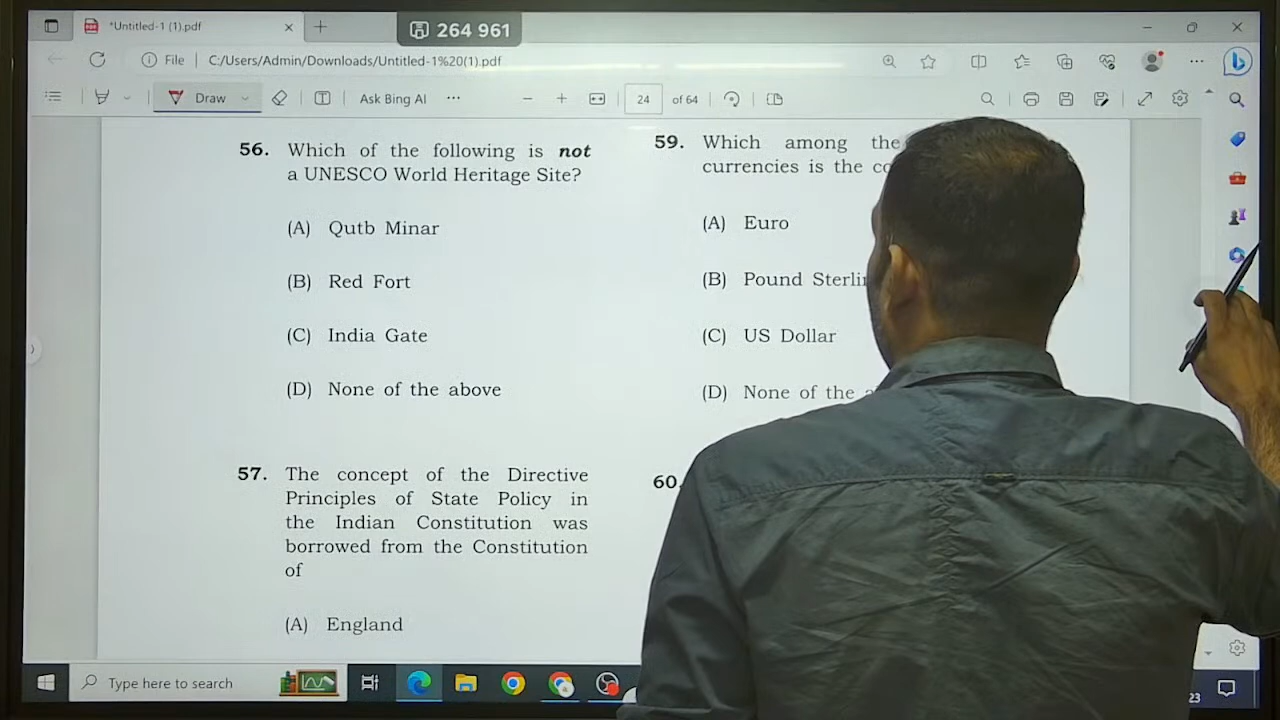 *Untitled-1 (1).pdf
264 961
File
C:/Users/Admin/Downloads/Untitled-1%20(1).pdf
Draw
Ask Bing AI
24
of 64
56. Which of the following is not
a UNESCO World Heritage Site?
(A) Qutb Minar
(B) Red Fort
(C) India Gate
(D) None of the above
57. The concept of the Directive
Principles of State Policy in
the Indian Constitution was
borrowed from the Constitution
of
(A) England
59. Which among the
currencies is the
(A) Euro
(B) Pound
(C) US Dollar
(D) None of the
60.
Type here to search
23